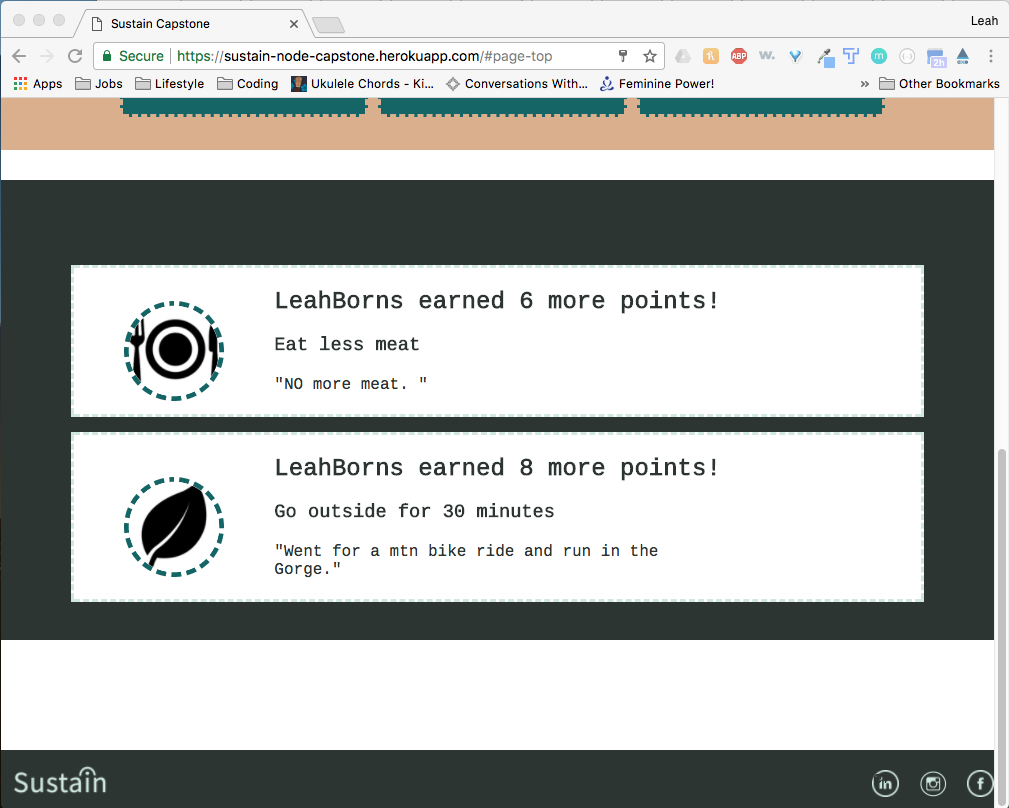 Sustain Capstone
Leah
Secure https://sustain-node-capstone.herokuapp.com/#page-top
ABP
w.
m
2h
Apps Jobs Lifestyle Coding Ukulele Chords - Ki... Conversations With... Feminine Power! » Other Bookmarks
LeahBorns earned 6 more points!
Eat less meat
"NO more meat. "
LeahBorns earned 8 more points!
Go outside for 30 minutes
"Went for a mtn bike ride and run in the
Gorge."
Sustain
in
f